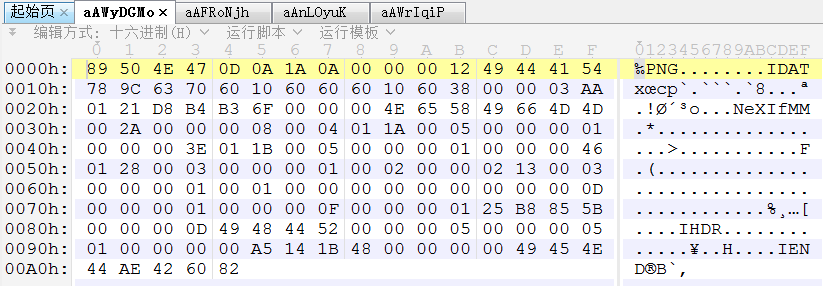 起始页 × aAWyDGMo× aAFRoNjh aAnLOyuK aAWrIqiP
编辑方式: 十六进制(H) 运行脚本 运行模板
0 1 2 3 4 5 6 7 8 9 A B C D E F 0123456789ABCDEF
0000h: 89 50 4E 47 0D 0A 1A 0A 00 00 00 12 49 44 41 54 ‰PNG........IDAT
0010h: 78 9C 63 70 60 10 60 60 60 10 60 38 00 00 03 AA xœcp`.```.`8...ª
0020h: 01 21 D8 B4 B3 6F 00 00 00 4E 65 58 49 66 4D 4D .!Ø´³o...NeXIfMM
0030h: 00 2A 00 00 00 08 00 04 01 1A 00 05 00 00 00 01 .*..............
0040h: 00 00 00 3E 01 1B 00 05 00 00 00 01 00 00 00 46 ...>...........F
0050h: 01 28 00 03 00 00 00 01 00 02 00 00 02 13 00 03 .(..............
0060h: 00 00 00 01 00 01 00 00 00 00 00 00 00 00 00 0D ................
0070h: 00 00 00 01 00 00 00 0F 00 00 00 01 25 B8 85 5B ............%¸…[
0080h: 00 00 00 0D 49 48 44 52 00 00 00 05 00 00 00 05 ....IHDR........
0090h: 01 00 00 00 00 A5 14 1B 48 00 00 00 00 49 45 4E .....¥..H....IEN
00A0h: 44 AE 42 60 82 D®B`‚